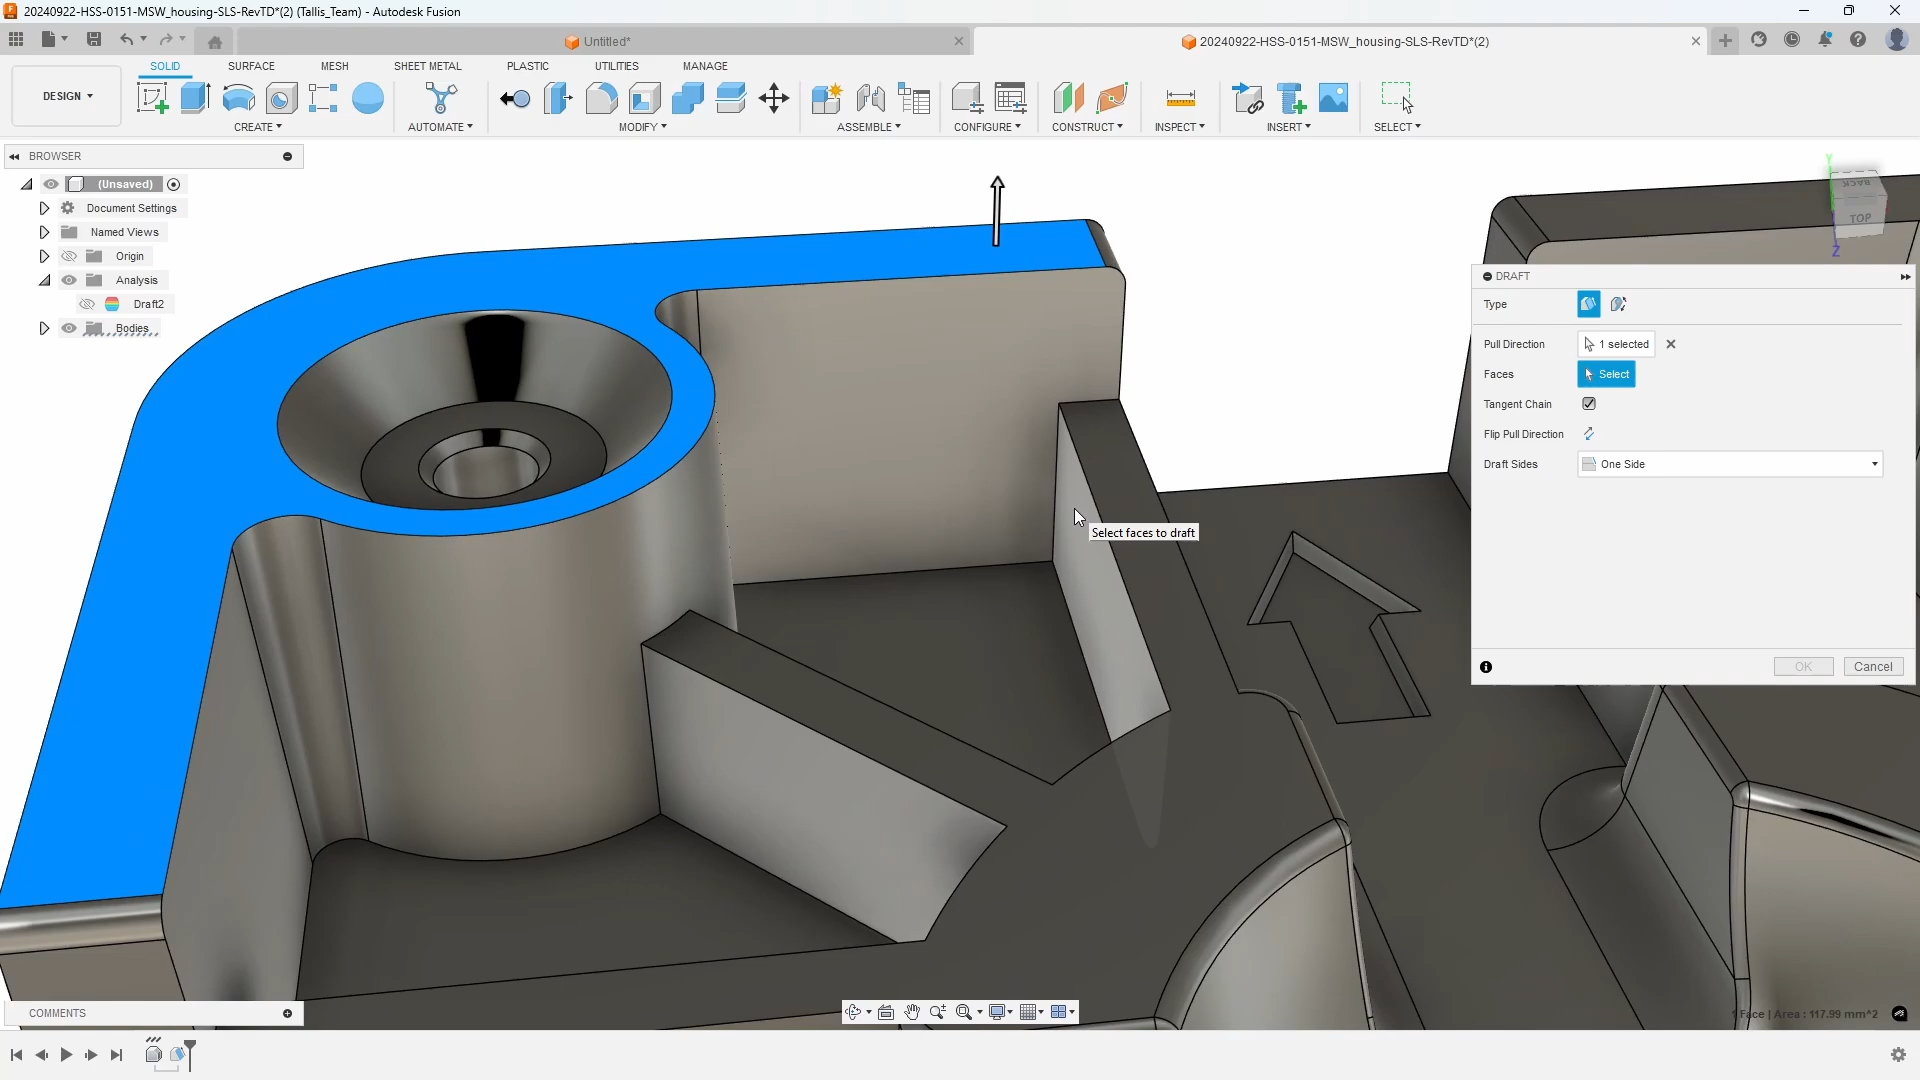 20240922-HSS-0151-MSW_housing-SLS-RevTD*(2) (Tallis_Team) - Autodesk Fusion
Untitled*
20240922-HSS-0151-MSW_housing-SLS-RevTD*(2)
DESIGN
SOLID
SURFACE
MESH
SHEET METAL
PLASTIC
UTILITIES
MANAGE
CREATE
AUTOMATE
MODIFY
ASSEMBLE
CONFIGURE
CONSTRUCT
INSPECT
INSERT
SELECT
BROWSER
(Unsaved)
Document Settings
Named Views
Origin
Analysis
Draft2
Bodies
Y
BACK
TOP
Z
DRAFT
Type
Pull Direction
1 selected
Faces
Select
Tangent Chain
Flip Pull Direction
Draft Sides
One Side
OK
Cancel
Select faces to draft
COMMENTS
1 Face | Area : 117.99 mm^2